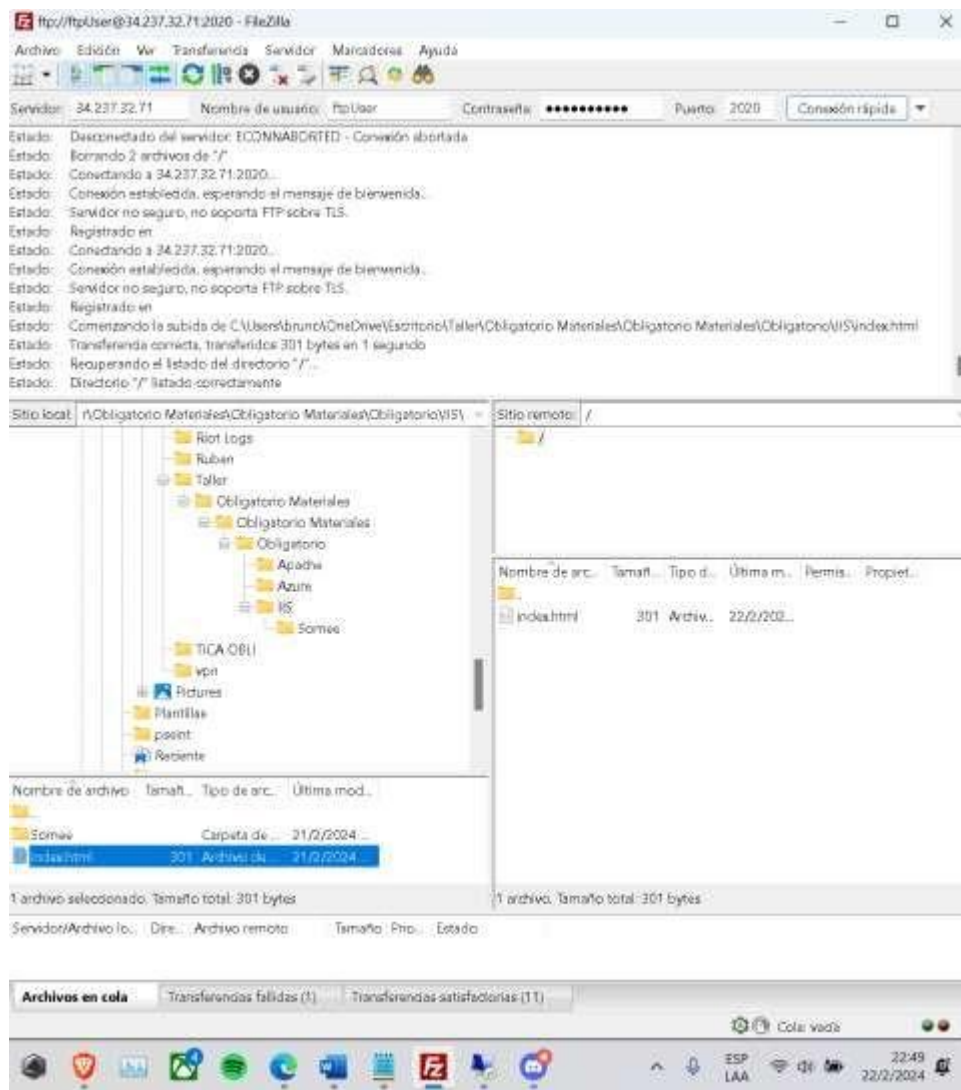 ftp://ftpUser@34.237.32.71:2020 - FileZilla
Archivo Edición Ver Transferencia Servidor Marcadores Ayuda
Servidor: 34.237.32.71 Nombre de usuario: ftpUser Contraseña: ●●●●●●●●●● Puerto: 2020 Conexión rápida
Estado: Desconectado del servidor: ECONNABORTED - Conexión abortada
Estado: Borrando 2 archivos de "/"
Estado: Conectando a 34.237.32.71:2020...
Estado: Conexión establecida, esperando el mensaje de bienvenida...
Estado: Servidor no seguro, no soporta FTP sobre TLS.
Estado: Registrado en
Estado: Conectando a 34.237.32.71:2020...
Estado: Conexión establecida, esperando el mensaje de bienvenida...
Estado: Servidor no seguro, no soporta FTP sobre TLS.
Estado: Registrado en
Estado: Comenzando la subida de C:\Users\bruno\OneDrive\Escritorio\Taller\Obligatorio Materiales\Obligatorio Materiales\Obligatorio\IIS\index.html
Estado: Transferencia correcta, transferidos 301 bytes en 1 segundo
Estado: Recuperando el listado del directorio "/"...
Estado: Directorio "/" listado correctamente
Sitio local: r\Obligatorio Materiales\Obligatorio Materiales\Obligatorio\IIS\ Sitio remoto: /
/
Riot Logs
Ruben
Taller
Obligatorio Materiales
Obligatorio Materiales
Obligatorio
Apache
Azure
IIS
Somee
TICA OBLI
vpn
Pictures
Plantillas
pseint
Reciente
Nombre de arc... Tamañ... Tipo d... Última m... Permis... Propiet...
..
index.html 301 Archiv... 22/2/202...
Nombre de archivo Tamañ... Tipo de arc... Última mod...
..
Somee Carpeta de ... 21/2/2024 ...
index.html 301 Archivo de ... 21/2/2024 ...
1 archivo seleccionado. Tamaño total: 301 bytes 1 archivo. Tamaño total: 301 bytes
Servidor/Archivo lo... Dire... Archivo remoto Tamaño Prio... Estado
Archivos en cola Transferencias fallidas (1) Transferencias satisfactorias (11)
Cola: vacía
ESP
LAA
22:49
22/2/2024